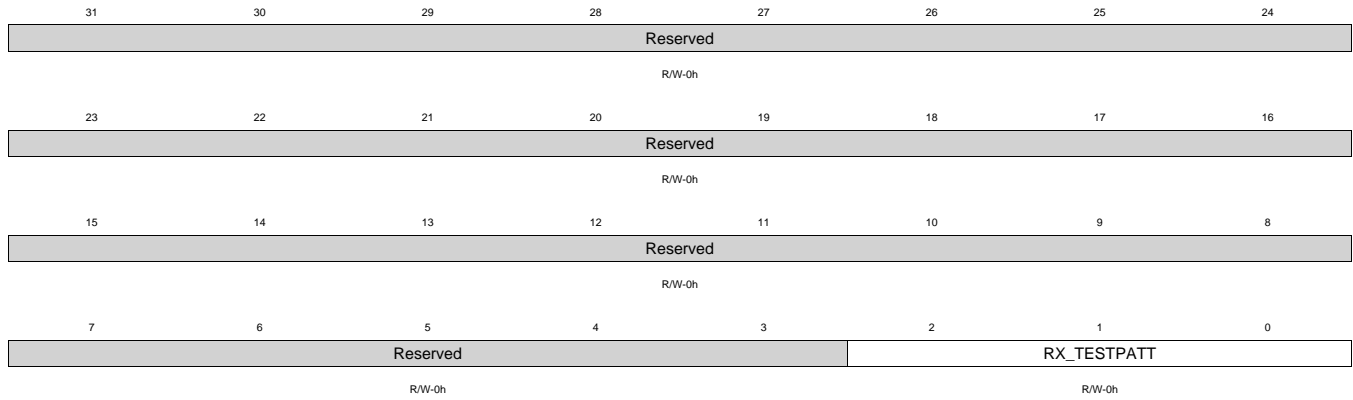 31 30 29 28 27 26 25 24
Reserved
R/W-0h
23 22 21 20 19 18 17 16
Reserved
R/W-0h
15 14 13 12 11 10 9 8
Reserved
R/W-0h
7 6 5 4 3 2 1 0
Reserved RX_TESTPATT
R/W-0h R/W-0h